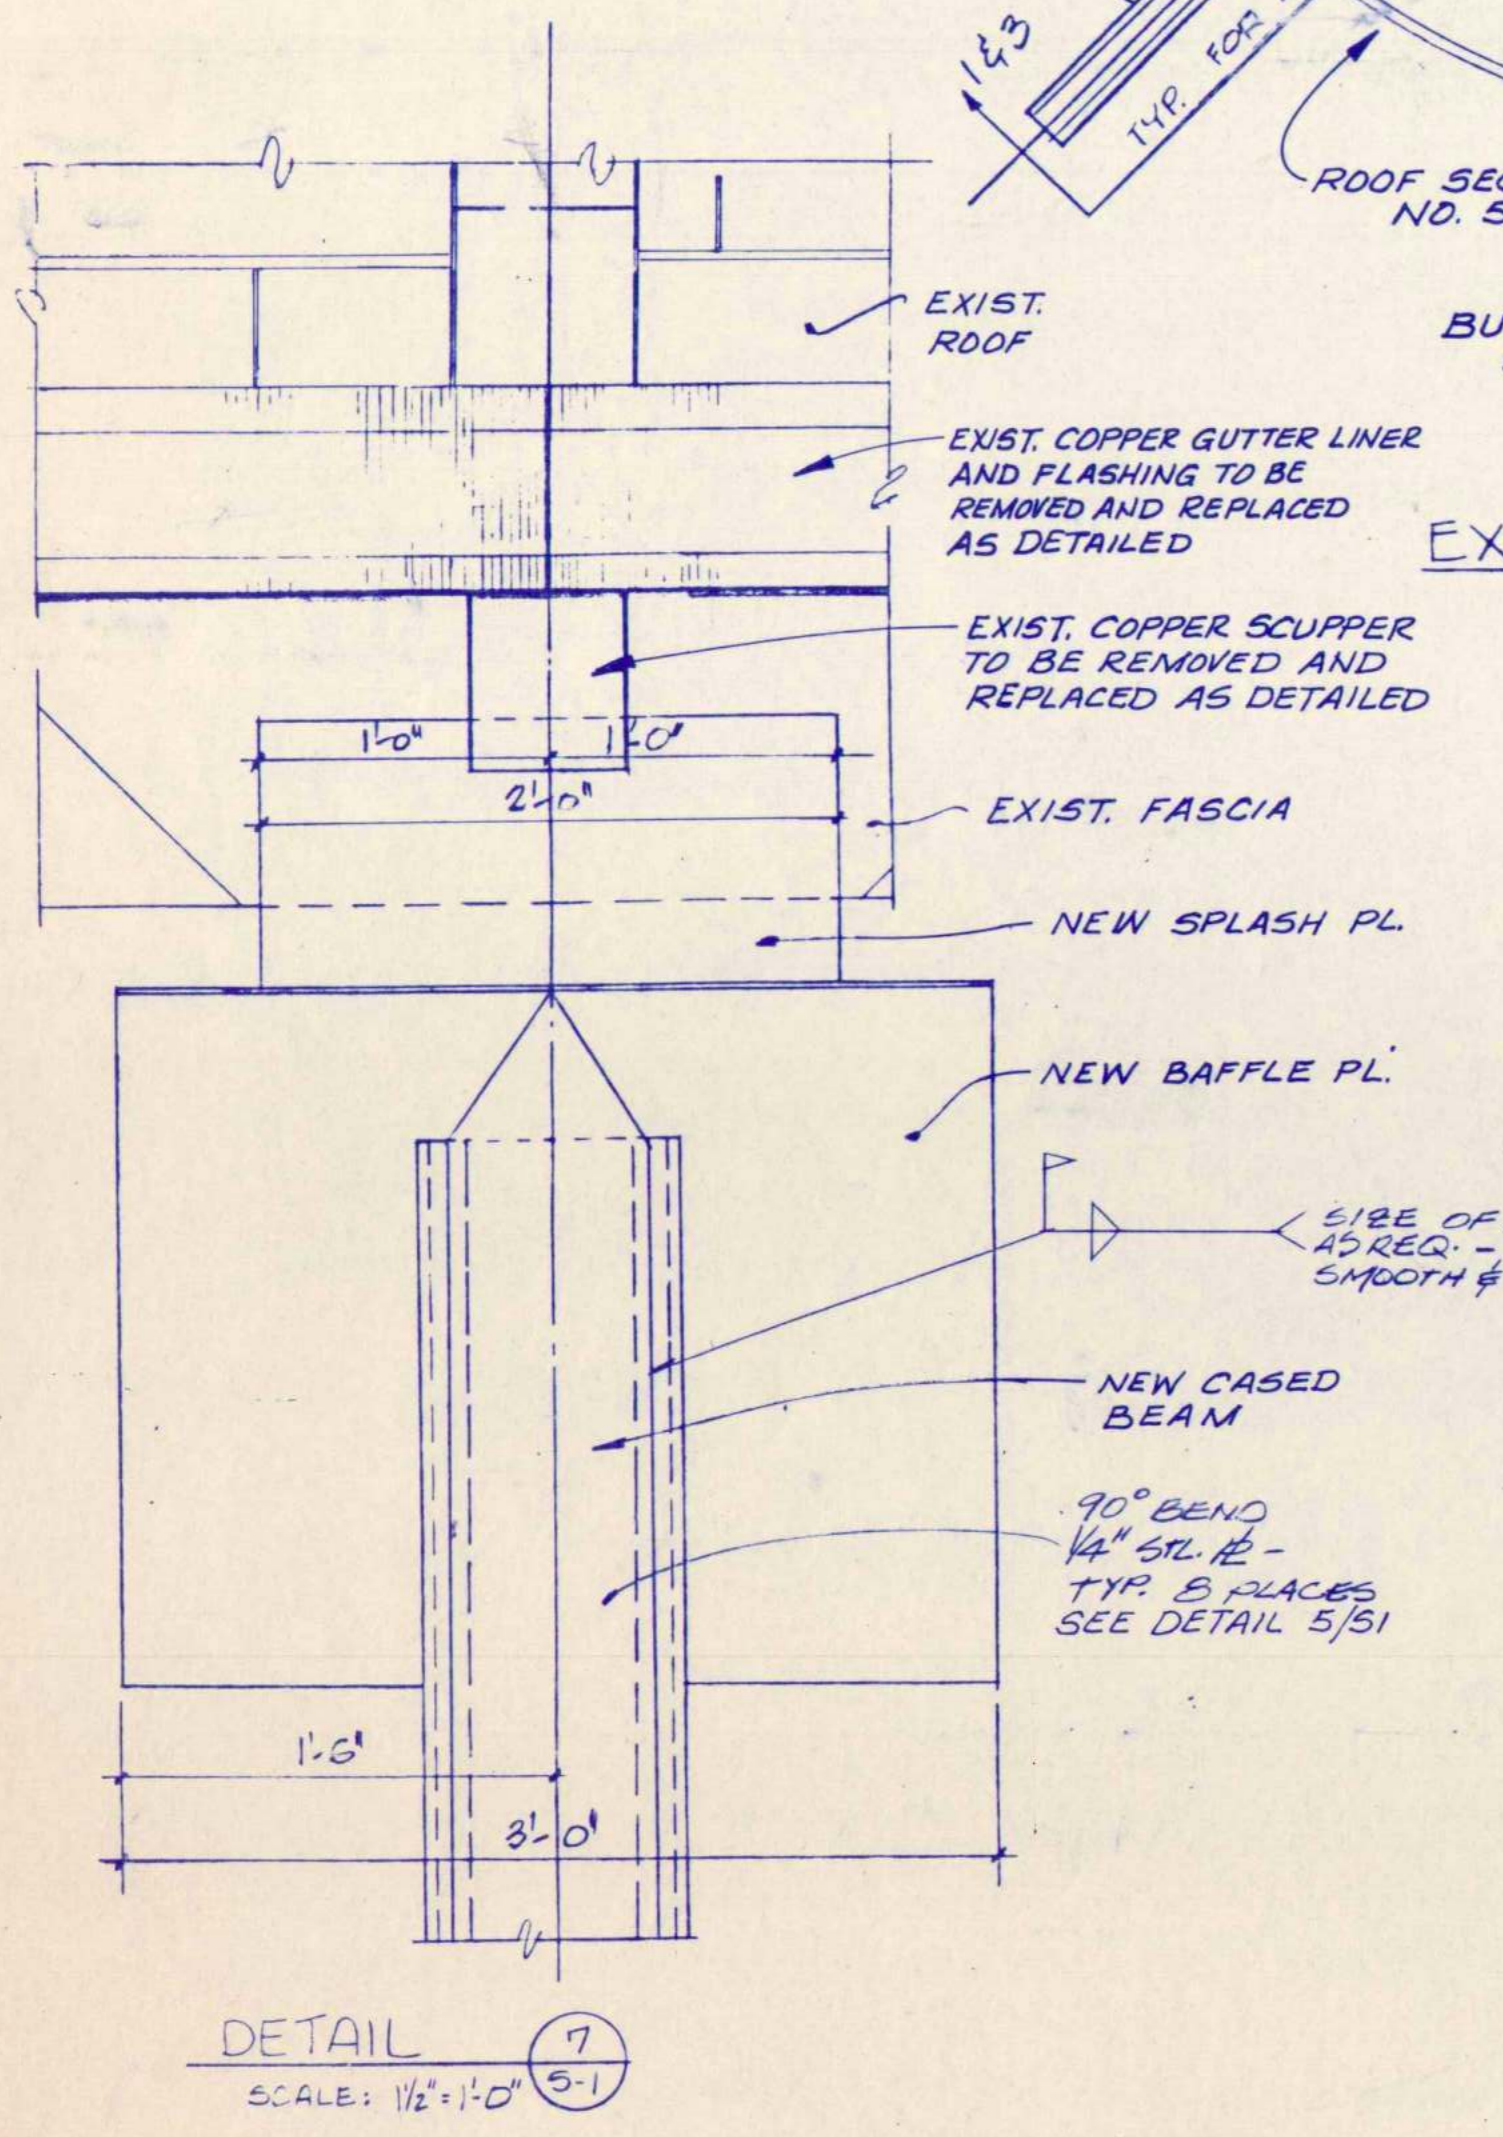 1&3
TYP. FOR
ROOF SEC
NO. 5
BU
EXIST.
ROOF
EXIST. COPPER GUTTER LINER
AND FLASHING TO BE
REMOVED AND REPLACED
AS DETAILED
EX
EXIST. COPPER SCUPPER
TO BE REMOVED AND
REPLACED AS DETAILED
1'-0" 1'-0"
2'-0"
EXIST. FASCIA
NEW SPLASH PL.
NEW BAFFLE PL.
SIZE OF
AS REQ. -
SMOOTH &
NEW CASED
BEAM
90° BEND
1/4" STL. PL -
TYP. 8 PLACES
SEE DETAIL 5/S1
1'-6"
3'-0"
DETAIL 7
SCALE: 1 1/2" = 1'-0" S-1